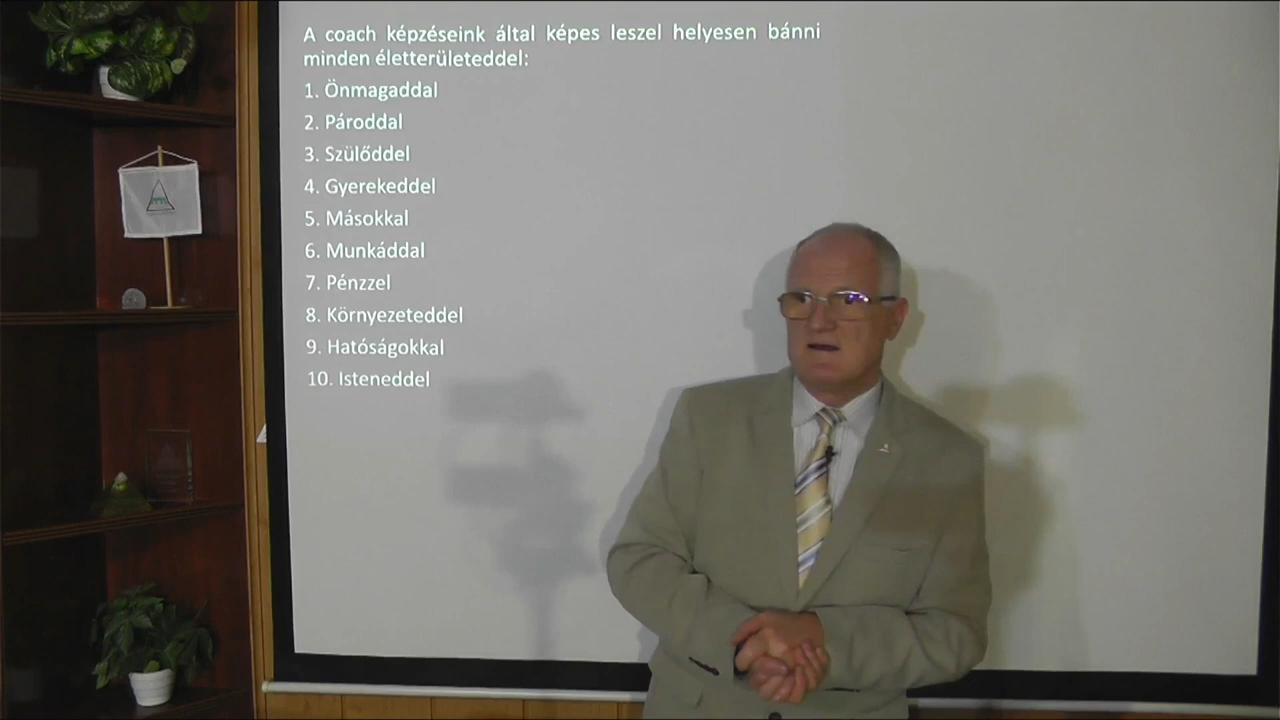 A coach képzéseink által képes leszel helyesen bánni
minden életterületeddel:
1. Önmagaddal
2. Pároddal
3. Szülőddel
4. Gyerekeddel
5. Másokkal
6. Munkáddal
7. Pénzzel
8. Környezeteddel
9. Hatóságokkal
10. Isteneddel